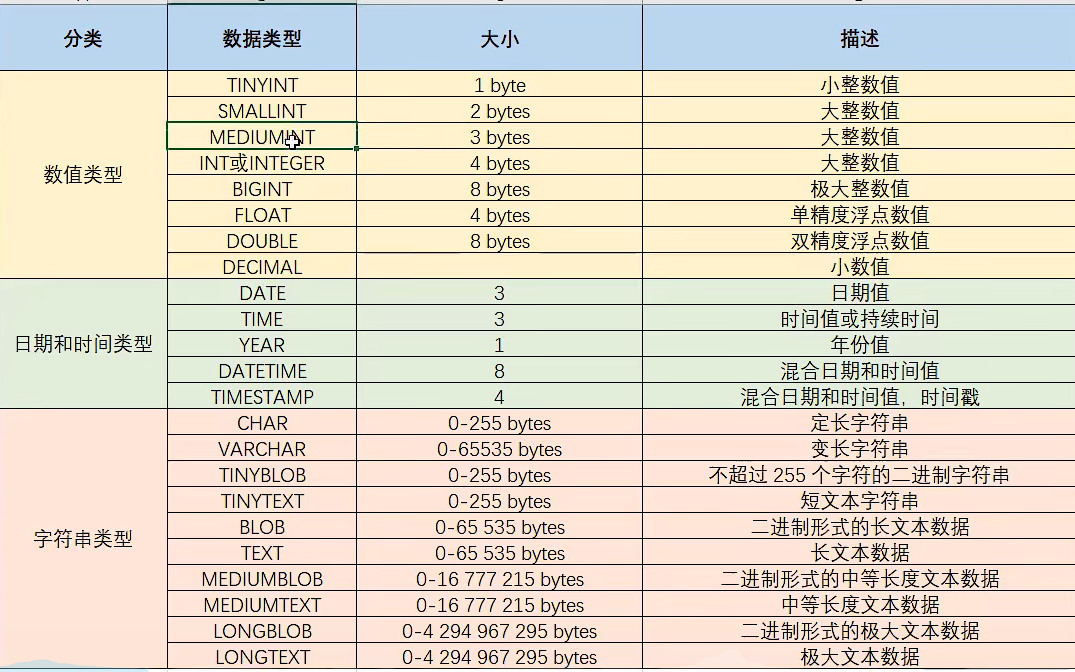 分类 数据类型 大小 描述
数值类型
TINYINT 1 byte 小整数值
SMALLINT 2 bytes 大整数值
MEDIUMINT 3 bytes 大整数值
INT或INTEGER 4 bytes 大整数值
BIGINT 8 bytes 极大整数值
FLOAT 4 bytes 单精度浮点数值
DOUBLE 8 bytes 双精度浮点数值
DECIMAL 小数值
日期和时间类型
DATE 3 日期值
TIME 3 时间值或持续时间
YEAR 1 年份值
DATETIME 8 混合日期和时间值
TIMESTAMP 4 混合日期和时间值，时间戳
字符串类型
CHAR 0-255 bytes 定长字符串
VARCHAR 0-65535 bytes 变长字符串
TINYBLOB 0-255 bytes 不超过 255 个字符的二进制字符串
TINYTEXT 0-255 bytes 短文本字符串
BLOB 0-65 535 bytes 二进制形式的长文本数据
TEXT 0-65 535 bytes 长文本数据
MEDIUMBLOB 0-16 777 215 bytes 二进制形式的中等长度文本数据
MEDIUMTEXT 0-16 777 215 bytes 中等长度文本数据
LONGBLOB 0-4 294 967 295 bytes 二进制形式的极大文本数据
LONGTEXT 0-4 294 967 295 bytes 极大文本数据